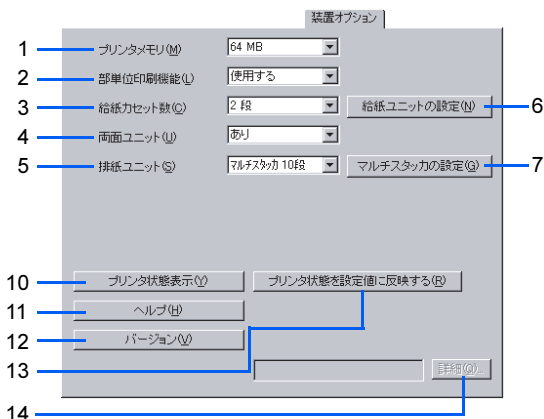 装置オプション
1 プリンタメモリ(M) 64 MB
2 部単位印刷機能(L) 使用する
3 給紙カセット数(C) 2 段 給紙ユニットの設定(N) 6
4 両面ユニット(U) あり
5 排紙ユニット(S) マルチスタッカ 10段 マルチスタッカの設定(G) 7
10 プリンタ状態表示(Y) プリンタ状態を設定値に反映する(R)
11 ヘルプ(H)
12 バージョン(V)
13
詳細(O)...
14